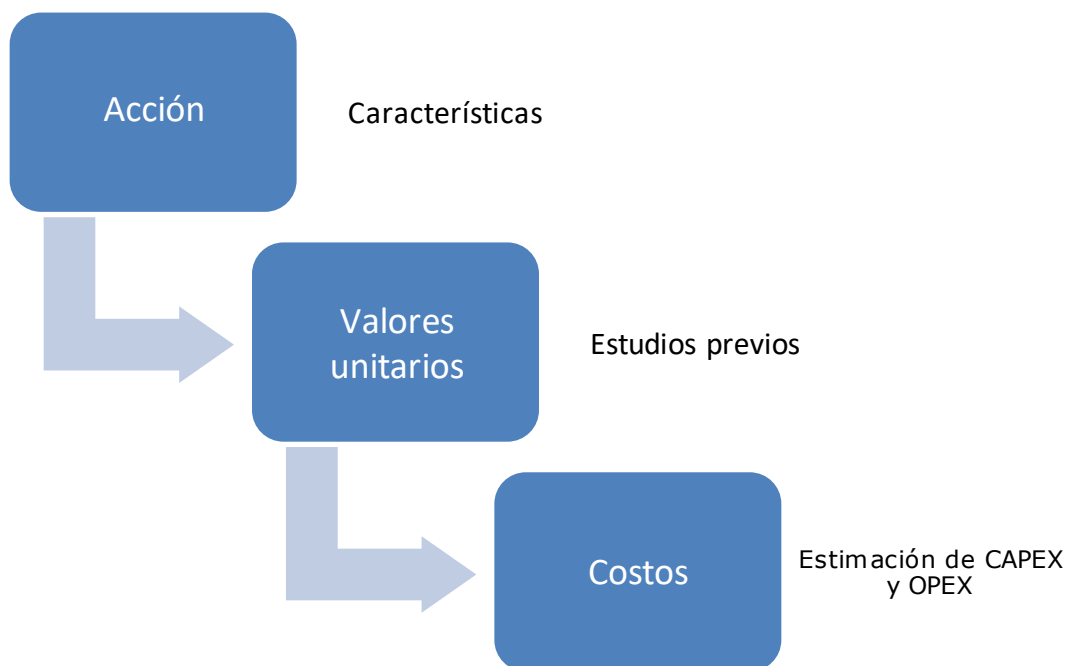 Acción
Características
Valores
unitarios
Estudios previos
Costos
Estimación de CAPEX
y OPEX